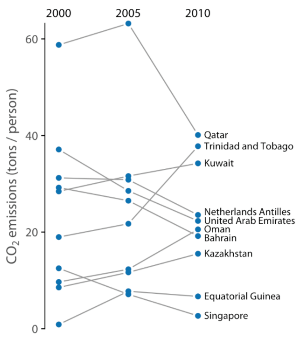 2000 2005 2010
CO₂ emissions (tons / person)
60
40
20
0
Qatar
Trinidad and Tobago
Kuwait
Netherlands Antilles
United Arab Emirates
Oman
Bahrain
Kazakhstan
Equatorial Guinea
Singapore